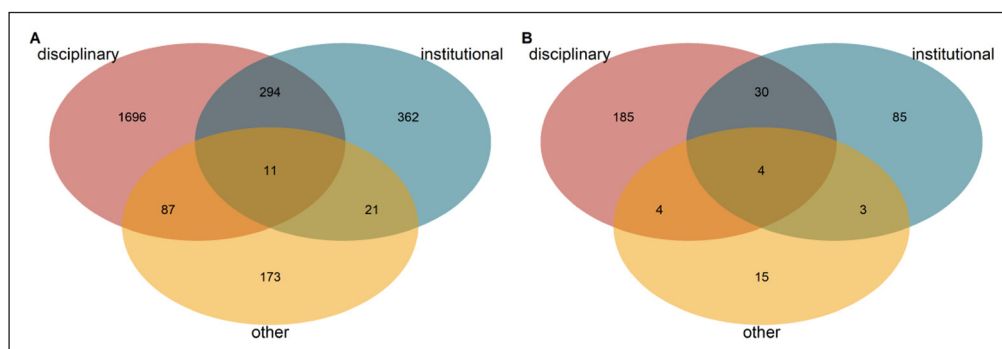 A
disciplinary
institutional
294
1696
362
11
87
21
173
other
B
disciplinary
institutional
30
185
85
4
4
3
15
other